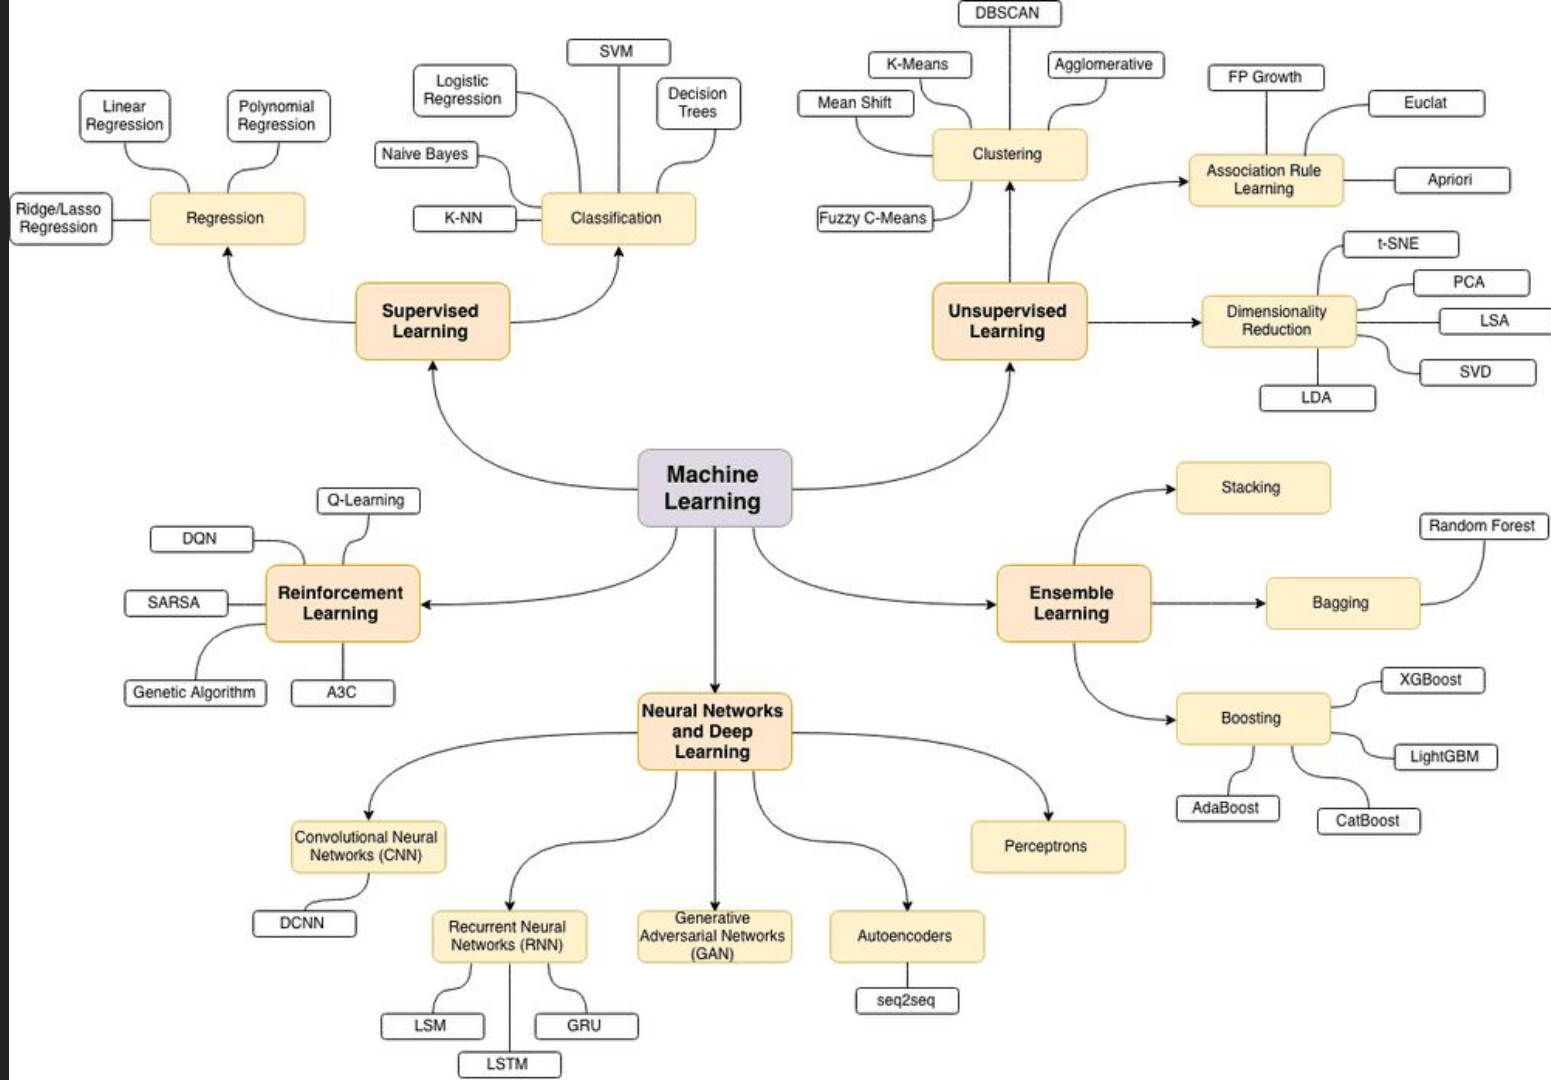 DBSCAN
SVM
K-Means
Agglomerative
Logistic
Regression
FP Growth
Linear
Regression
Polynomial
Regression
Decision
Trees
Mean Shift
Euclat
Naive Bayes
Clustering
Association Rule
Learning
Apriori
Ridge/Lasso
Regression
Regression
K-NN
Classification
Fuzzy C-Means
t-SNE
PCA
Supervised
Learning
Unsupervised
Learning
Dimensionality
Reduction
LSA
SVD
LDA
Machine
Learning
Q-Learning
Stacking
DQN
Random Forest
Reinforcement
Learning
SARSA
Ensemble
Learning
Bagging
Genetic Algorithm
A3C
XGBoost
Neural Networks
and Deep
Learning
Boosting
LightGBM
AdaBoost
CatBoost
Convolutional Neural
Networks (CNN)
Perceptrons
DCNN
Recurrent Neural
Networks (RNN)
Generative
Adversarial Networks
(GAN)
Autoencoders
seq2seq
LSM
GRU
LSTM